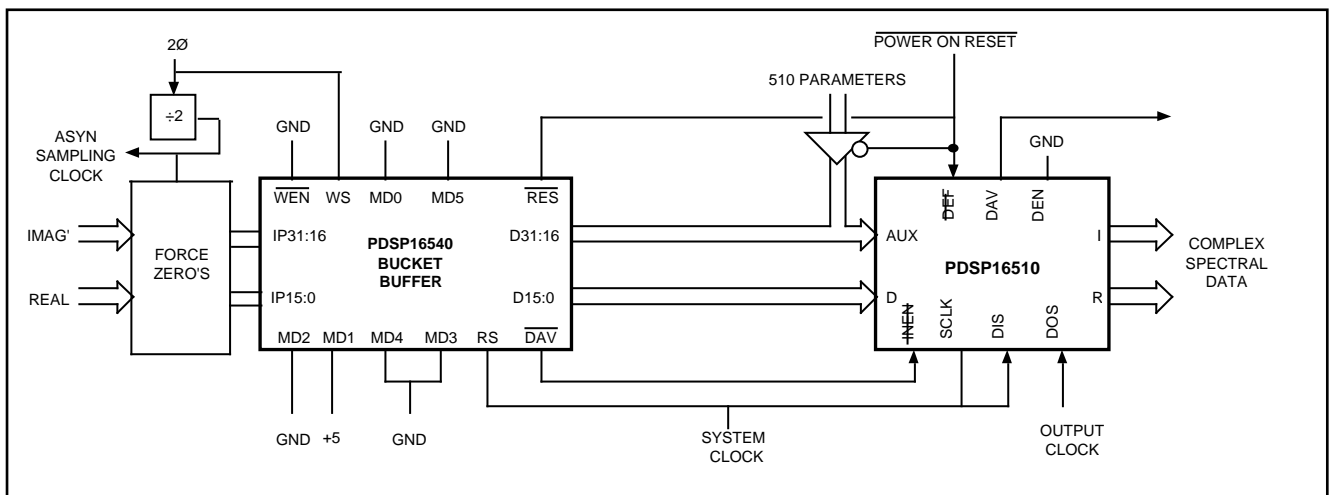 2Ø
POWER ON RESET
510 PARAMETERS
÷2
GND GND GND
GND
ASYN
SAMPLING
CLOCK
WEN WS MD0 MD5 RES
DEF DAV DEN
IMAG'
FORCE
ZERO'S
IP31:16
PDSP16540
BUCKET
BUFFER
D31:16
AUX
PDSP16510
I
COMPLEX
SPECTRAL
DATA
REAL
IP15:0
D15:0
D
R
MD2 MD1 MD4 MD3 RS DAV
INEN SCLK DIS DOS
GND +5 GND
SYSTEM
CLOCK
OUTPUT
CLOCK